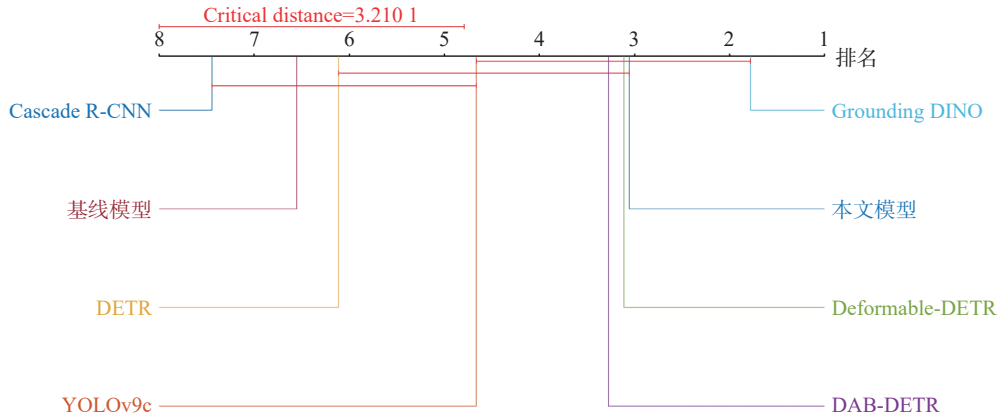 Critical distance=3.210 1
8 7 6 5 4 3 2 1
排名
Cascade R-CNN
Grounding DINO
基线模型
本文模型
DETR
Deformable-DETR
YOLOv9c
DAB-DETR